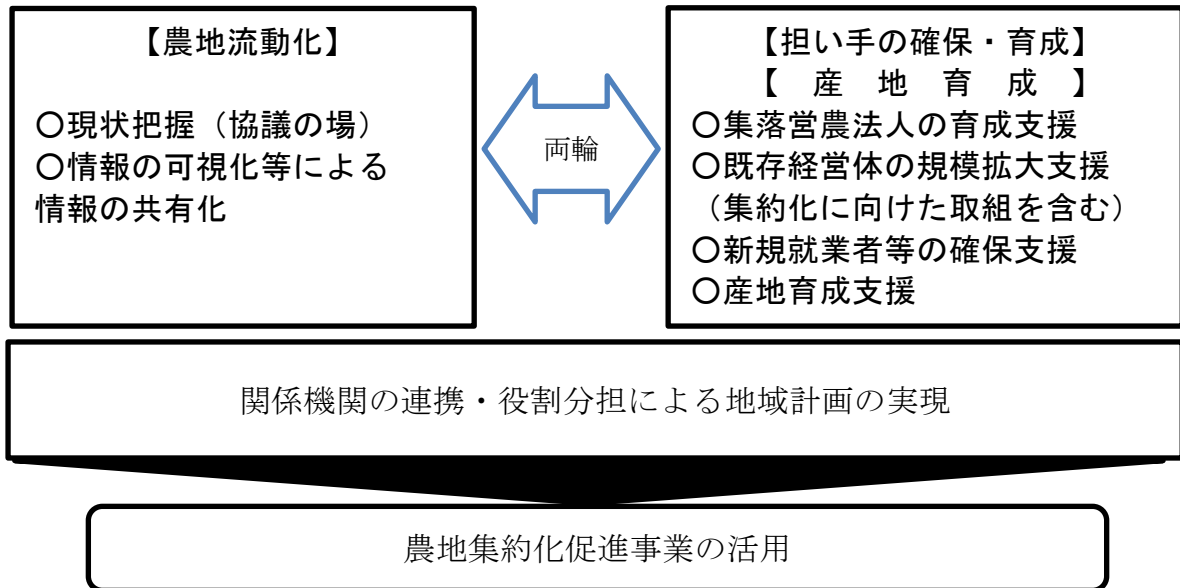 【農地流動化】
〇現状把握（協議の場）
〇情報の可視化等による
情報の共有化
両輪
【担い手の確保・育成】
【　産　地　育　成　】
〇集落営農法人の育成支援
〇既存経営体の規模拡大支援
（集約化に向けた取組を含む）
〇新規就業者等の確保支援
〇産地育成支援
関係機関の連携・役割分担による地域計画の実現
農地集約化促進事業の活用